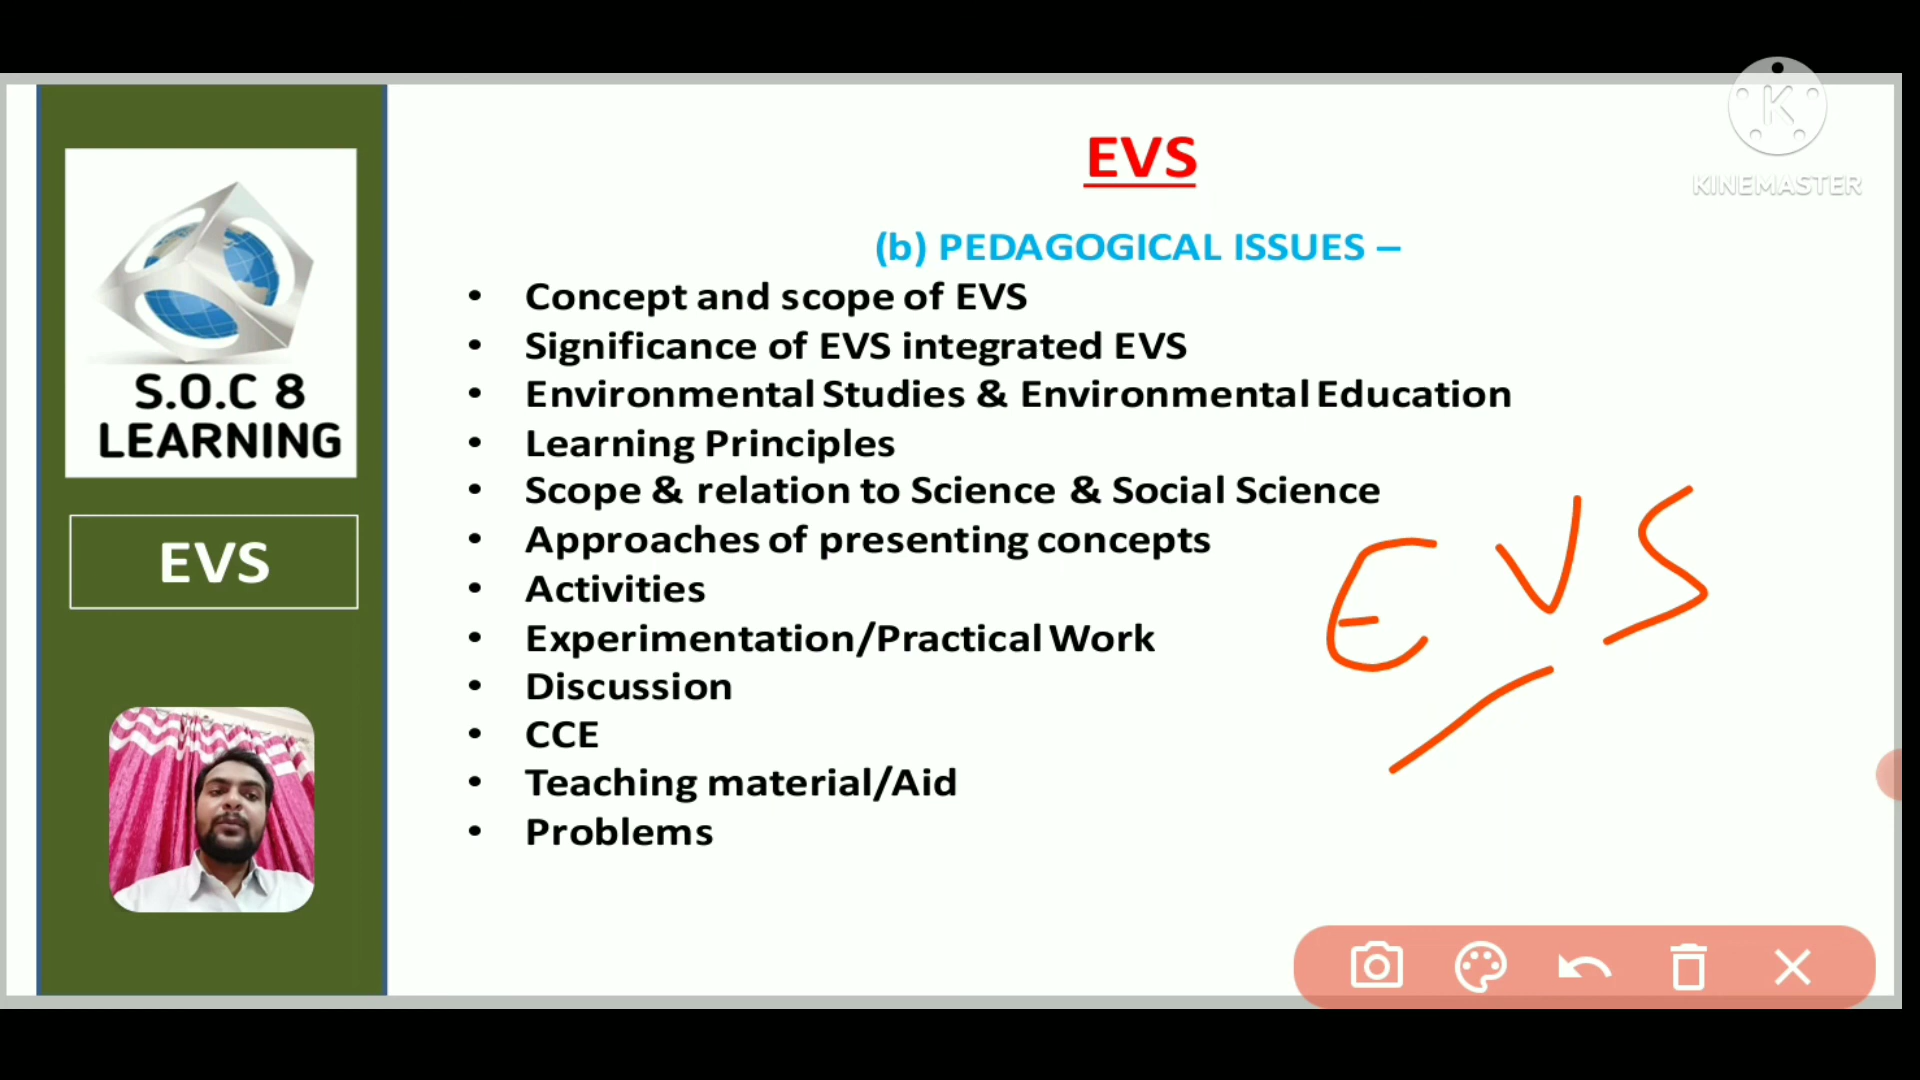 EVS
K
KINEMASTER
(b) PEDAGOGICAL ISSUES –
• Concept and scope of EVS
• Significance of EVS integrated EVS
• Environmental Studies & Environmental Education
• Learning Principles
• Scope & relation to Science & Social Science
• Approaches of presenting concepts
• Activities
• Experimentation/Practical Work
• Discussion
• CCE
• Teaching material/Aid
• Problems
EVS
S.O.C 8
LEARNING
EVS